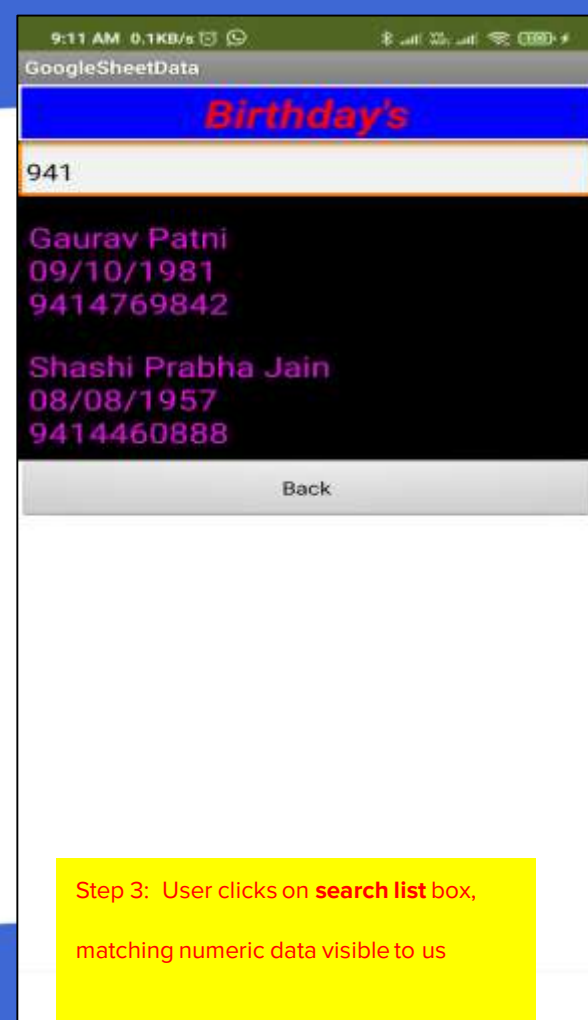 9:11 AM 0.1KB/s
GoogleSheetData
Birthday's
941
Gaurav Patni
09/10/1981
9414769842
Shashi Prabha Jain
08/08/1957
9414460888
Back
Step 3: User clicks on search list box,
matching numeric data visible to us